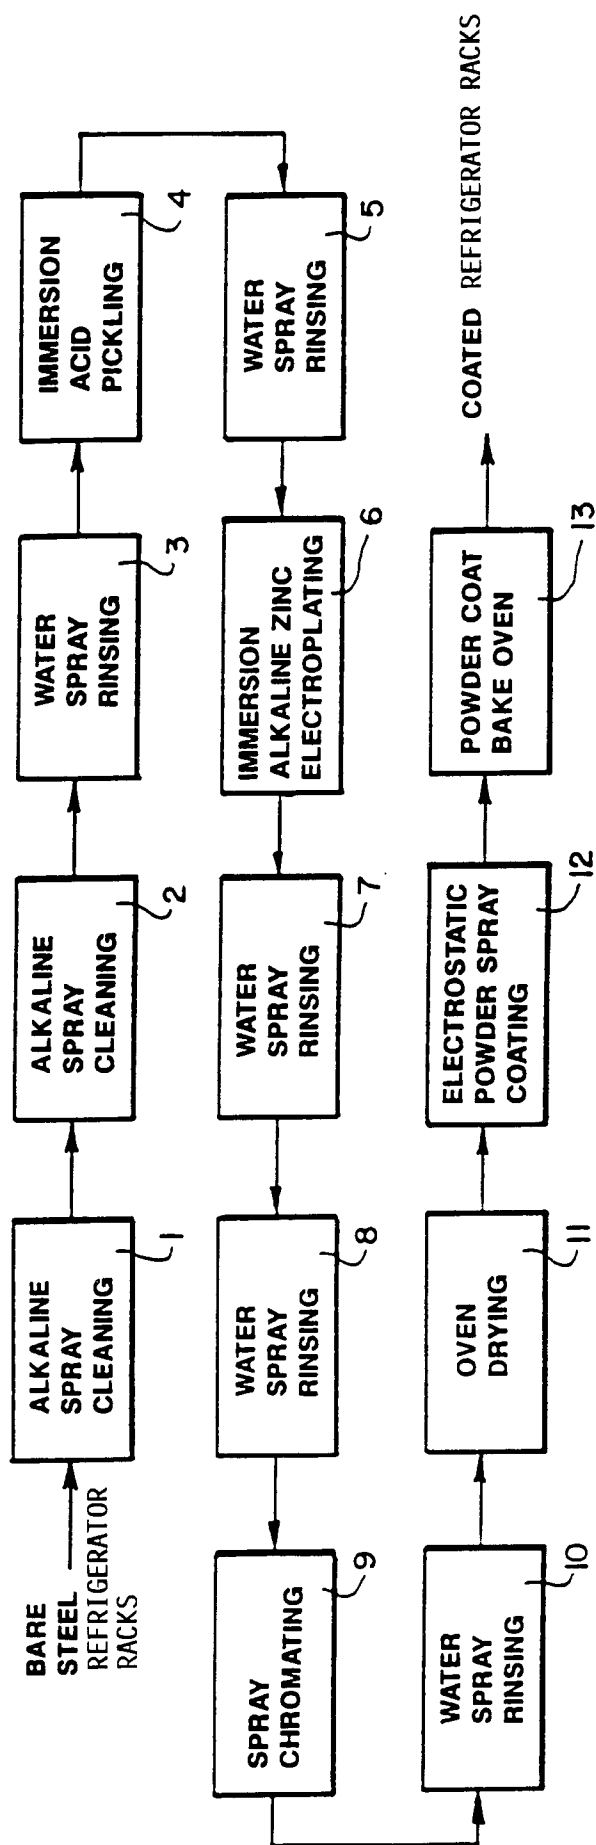 BARE
STEEL
REFRIGERATOR
RACKS
ALKALINE
SPRAY
CLEANING
1
ALKALINE
SPRAY
CLEANING
2
WATER
SPRAY
RINSING
3
IMMERSION
ACID
PICKLING
4
WATER
SPRAY
RINSING
5
IMMERSION
ALKALINE ZINC
ELECTROPLATING
6
WATER
SPRAY
RINSING
7
WATER
SPRAY
RINSING
8
SPRAY
CHROMATING
9
WATER
SPRAY
RINSING
10
OVEN
DRYING
11
ELECTROSTATIC
POWDER SPRAY
COATING
12
POWDER COAT
BAKE OVEN
13
COATED REFRIGERATOR RACKS